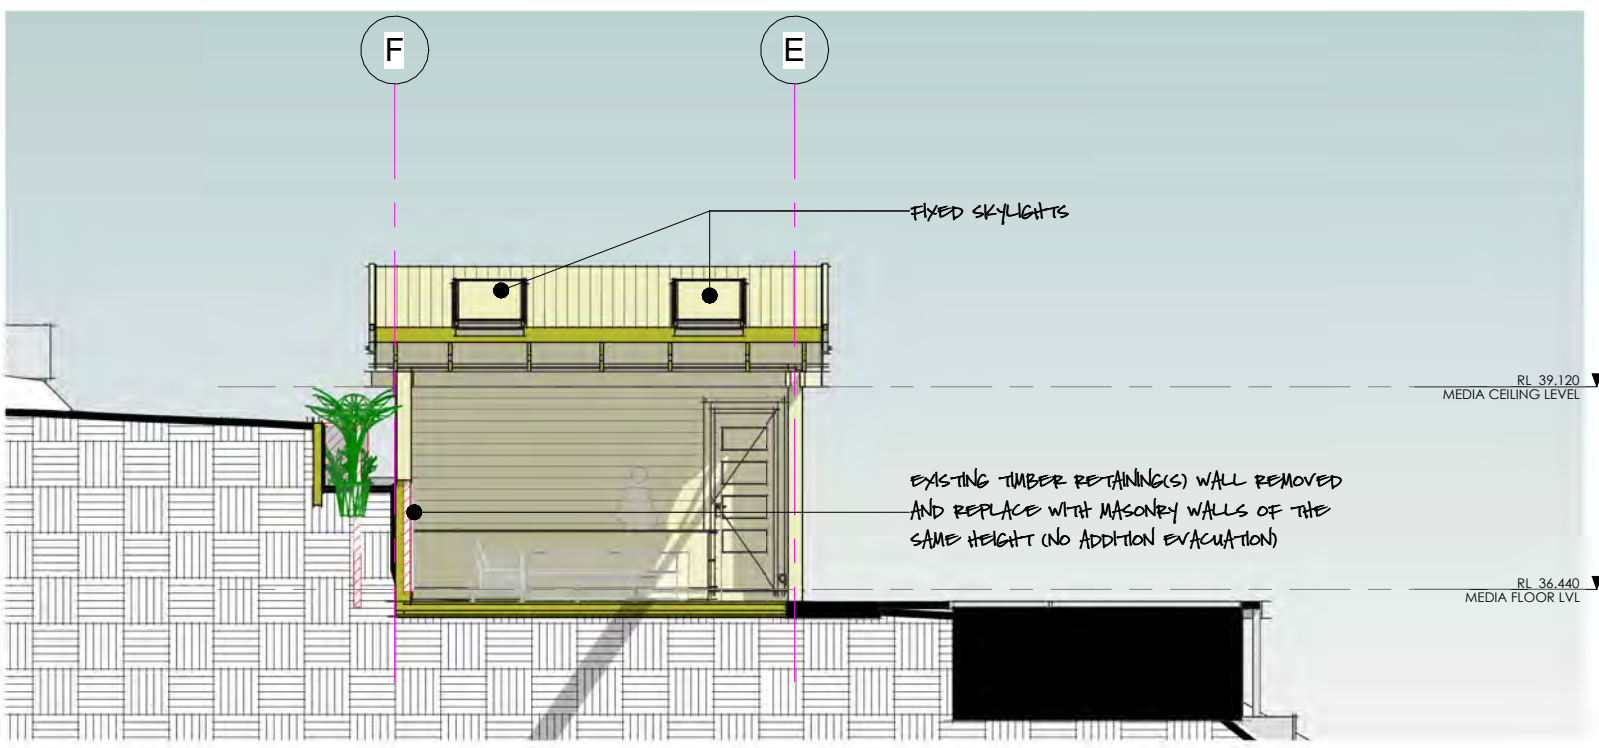 F
E
FIXED SKYLIGHTS
RL 39.120
MEDIA CEILING LEVEL
EXISTING TIMBER RETAINING(S) WALL REMOVED
AND REPLACE WITH MASONRY WALLS OF THE
SAME HEIGHT (NO ADDITION EVACUATION)
RL 36.440
MEDIA FLOOR LVL